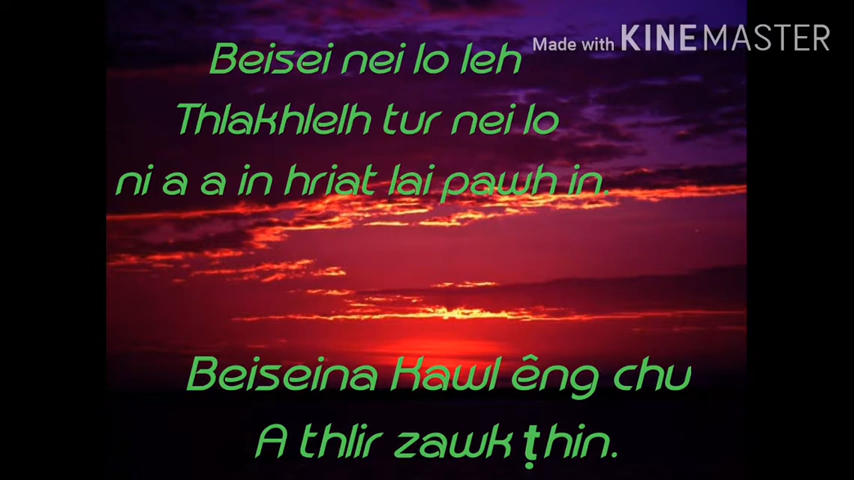 Made with KINEMASTER
Beisei nei lo leh
Thlakhlelh tur nei lo
ni a a in hriat lai pawh in.
Beiseina Kawl êng chu
A thlir zawk ṭhin.